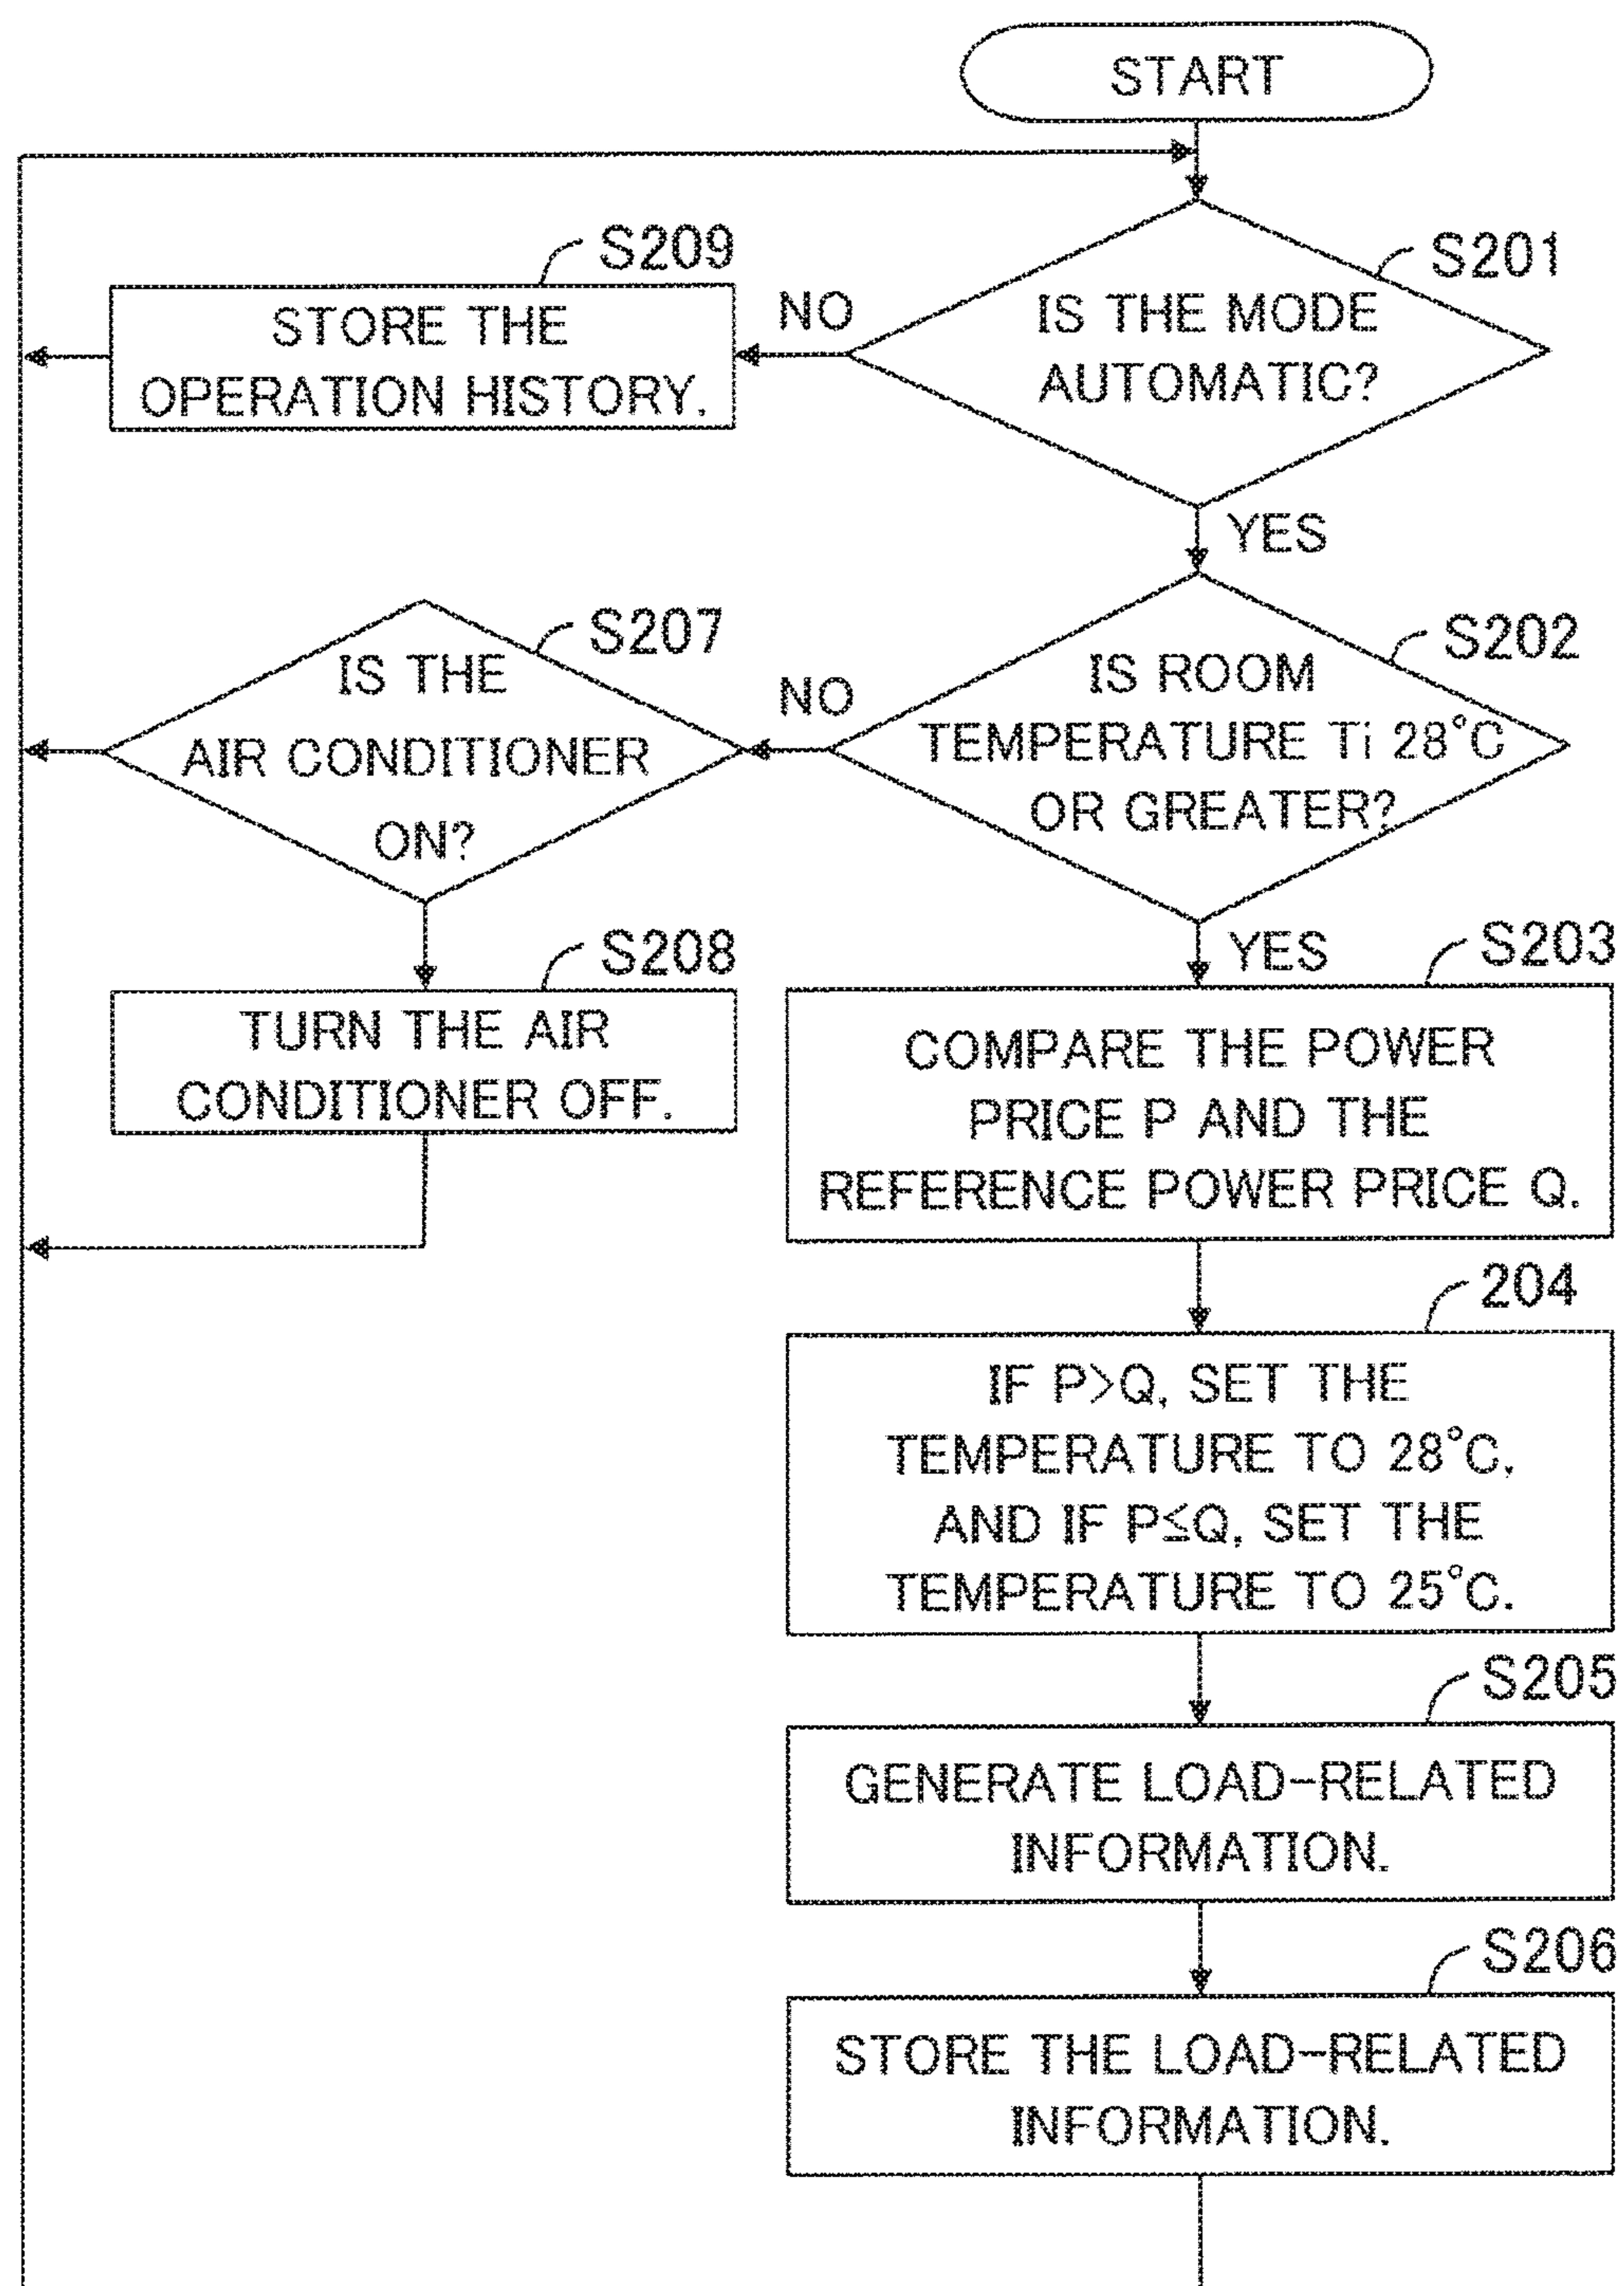 START
S201
IS THE MODE
AUTOMATIC?
NO
S209
STORE THE
OPERATION HISTORY.
YES
S202
IS ROOM
TEMPERATURE Ti 28°C
OR GREATER?
NO
S207
IS THE
AIR CONDITIONER
ON?
S208
TURN THE AIR
CONDITIONER OFF.
YES
S203
COMPARE THE POWER
PRICE P AND THE
REFERENCE POWER PRICE Q.
204
IF P>Q, SET THE
TEMPERATURE TO 28°C,
AND IF P≤Q, SET THE
TEMPERATURE TO 25°C.
S205
GENERATE LOAD-RELATED
INFORMATION.
S206
STORE THE LOAD-RELATED
INFORMATION.